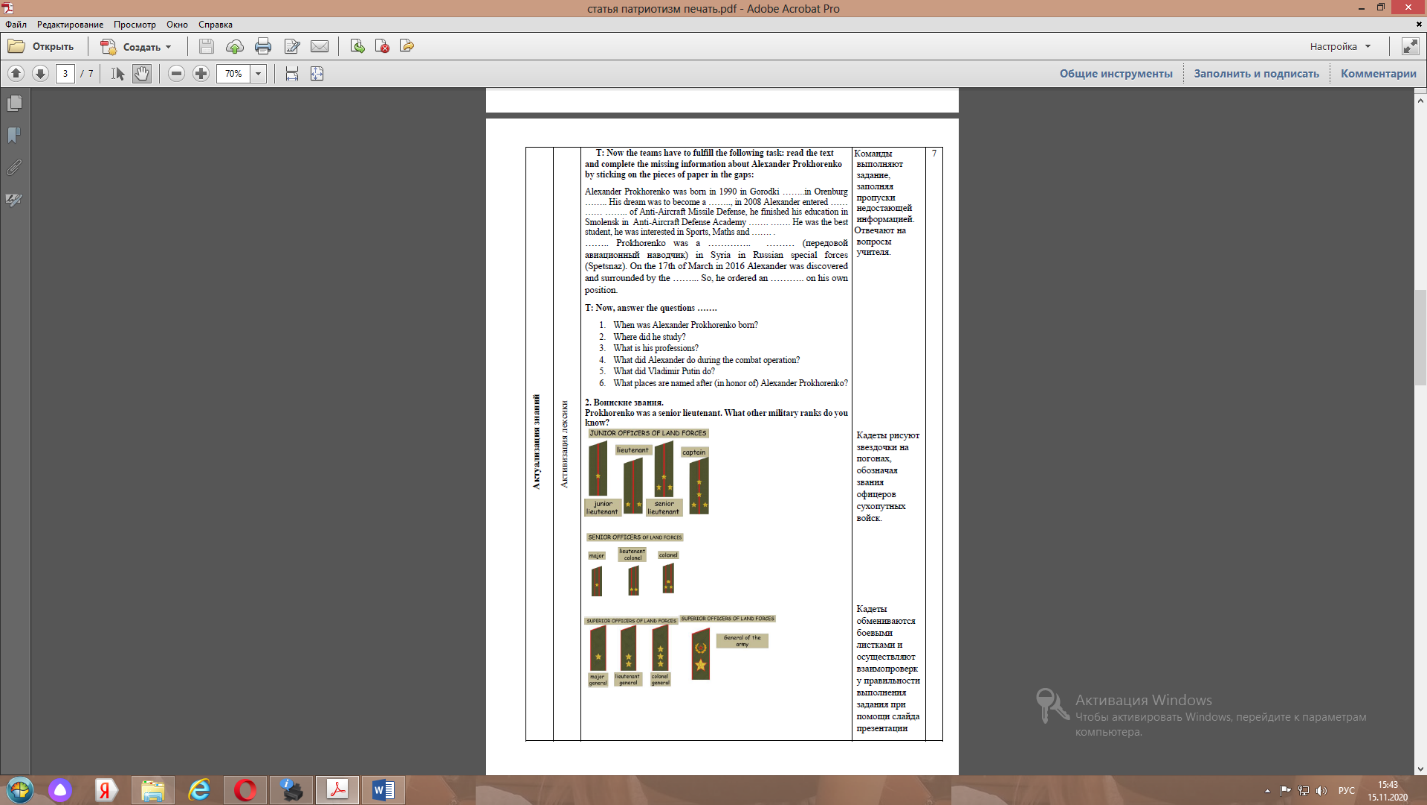 статья патриотизм печать.pdf - Adobe Acrobat Pro
Файл Редактирование Просмотр Окно Справка
Открыть Создать Настройка
3 / 7 70% Общие инструменты Заполнить и подписать Комментарии
Актуализация знаний
Активизация лексики
T: Now the teams have to fulfill the following task: read the text
and complete the missing information about Alexander Prokhorenko
by sticking on the pieces of paper in the gaps:
Alexander Prokhorenko was born in 1990 in Gorodki ……..in Orenburg
…….. His dream was to become a …….., in 2008 Alexander entered ……
…… …….. of Anti-Aircraft Missile Defense, he finished his education in
Smolensk in Anti-Aircraft Defense Academy ……. ……. He was the best
student, he was interested in Sports, Maths and …….. .
…….. Prokhorenko was a ………….. ……… (передовой
авиационный наводчик) in Syria in Russian special forces
(Spetsnaz). On the 17th of March in 2016 Alexander was discovered
and surrounded by the ……... So, he ordered an ……….. on his own
position.
T: Now, answer the questions …….
1. When was Alexander Prokhorenko born?
2. Where did he study?
3. What is his professions?
4. What did Alexander do during the combat operation?
5. What did Vladimir Putin do?
6. What places are named after (in honor of) Alexander Prokhorenko?
2. Воинские звания.
Prokhorenko was a senior lieutenant. What other military ranks do you
know?
JUNIOR OFFICERS OF LAND FORCES
lieutenant
captain
junior
lieutenant
senior
lieutenant
SENIOR OFFICERS OF LAND FORCES
major
lieutenant
colonel
colonel
SUPERIOR OFFICERS OF LAND FORCES
SUPERIOR OFFICERS OF LAND FORCES
General of the
army
major
general
lieutenant
general
colonel
general
Команды
выполняют
задание,
заполняя
пропуски
недостающей
информацией.
Отвечают на
вопросы
учителя.
Кадеты рисуют
звездочки на
погонах,
обозначая
звания
офицеров
сухопутных
войск.
Кадеты
обмениваются
боевыми
листками и
осуществляют
взаимопроверк
у правильности
выполнения
задания при
помощи слайда
презентации
7
Активация Windows
Чтобы активировать Windows, перейдите к параметрам
компьютера.
РУС
15:43
15.11.2020